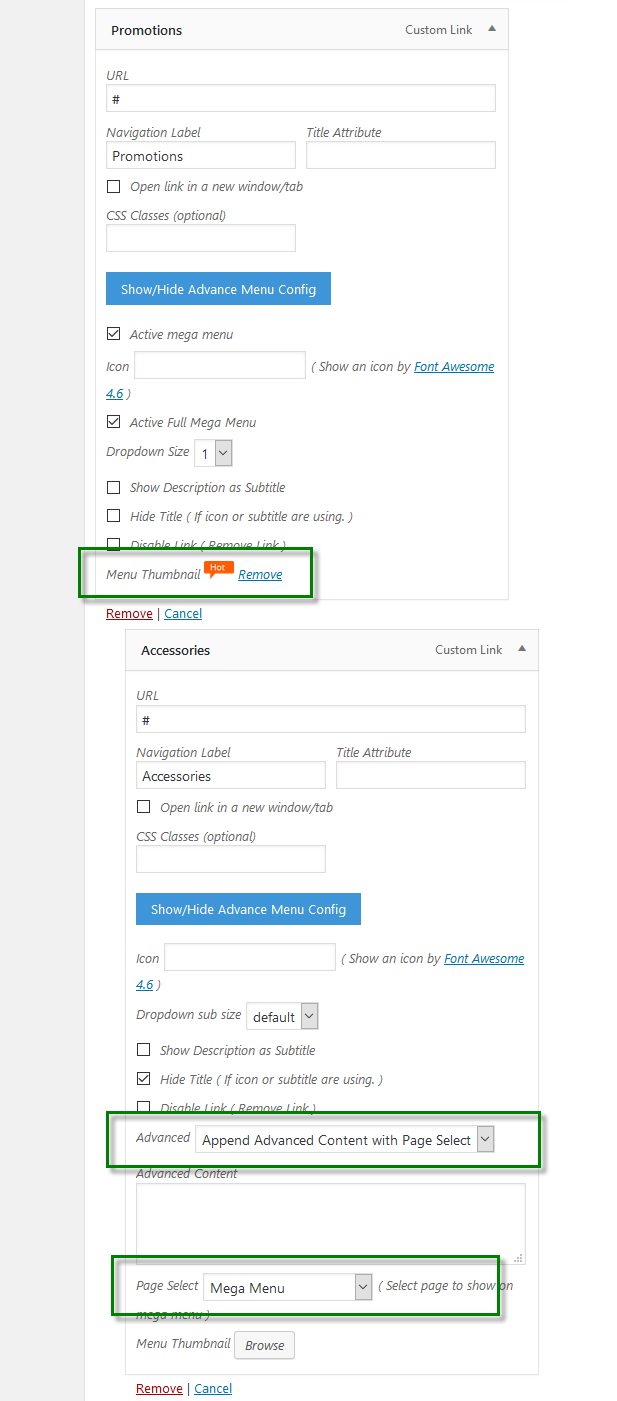 Promotions Custom Link
URL
#
Navigation Label Title Attribute
Promotions
Open link in a new window/tab
CSS Classes (optional)
Show/Hide Advance Menu Config
Active mega menu
Icon ( Show an icon by Font Awesome
4.6 )
Active Full Mega Menu
Dropdown Size 1
Show Description as Subtitle
Hide Title ( If icon or subtitle are using. )
Disable Link ( Remove Link )
Menu Thumbnail Hot Remove
Remove | Cancel
Accessories Custom Link
URL
#
Navigation Label Title Attribute
Accessories
Open link in a new window/tab
CSS Classes (optional)
Show/Hide Advance Menu Config
Icon ( Show an icon by Font Awesome
4.6 )
Dropdown sub size default
Show Description as Subtitle
Hide Title ( If icon or subtitle are using. )
Disable Link ( Remove Link )
Advanced Append Advanced Content with Page Select
Advanced Content
Page Select Mega Menu ( Select page to show on
mega menu )
Menu Thumbnail Browse
Remove | Cancel